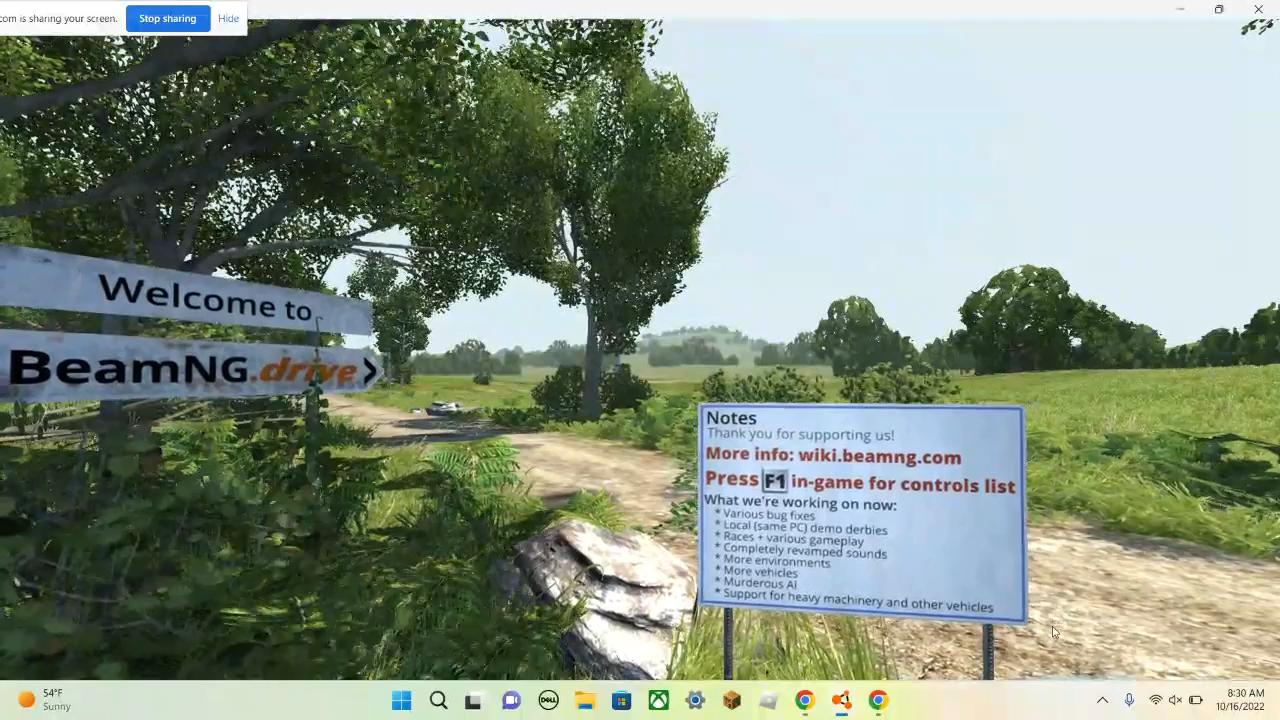 com is sharing your screen. Stop sharing Hide
Welcome to
BeamNG.drive
Notes
Thank you for supporting us!
More info: wiki.beamng.com
Press F1 in-game for controls list
What we're working on now:
* Various bug fixes
* Local (same PC) demo derbies
* Races + various gameplay
* Completely revamped sounds
* More environments
* More vehicles
* Murderous AI
* Support for heavy machinery and other vehicles
54°F
Sunny
DELL
8:30 AM
10/16/2022